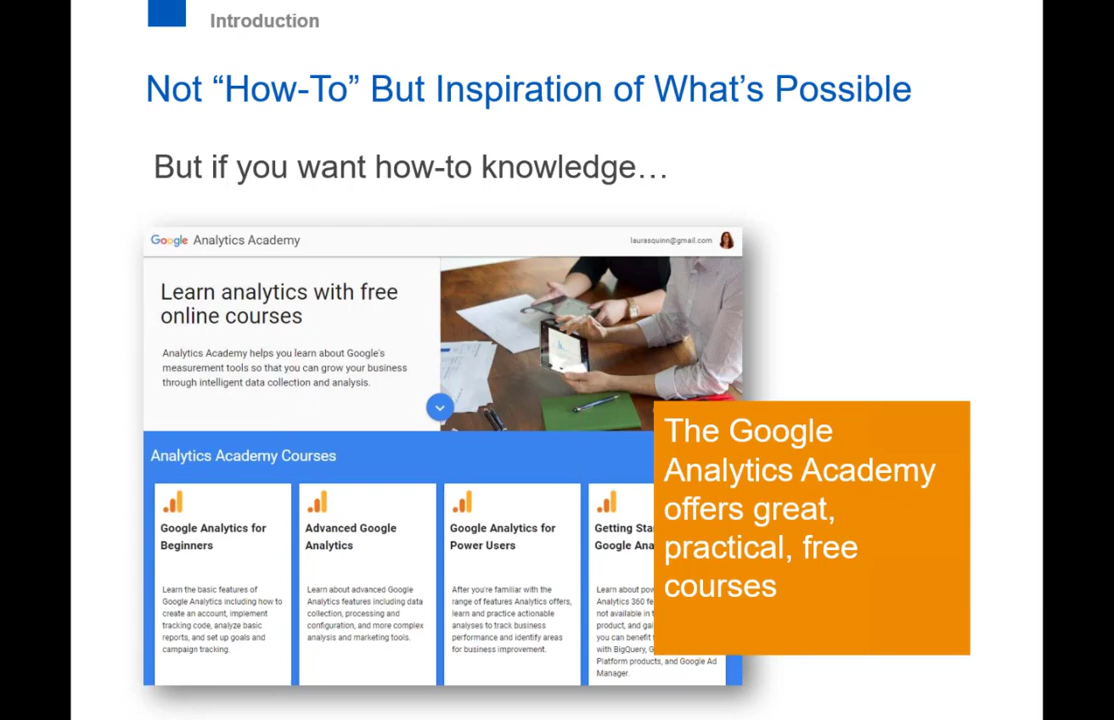 Introduction
Not “How-To” But Inspiration of What’s Possible
But if you want how-to knowledge…
Google Analytics Academy
laurasquinn@gmail.com
Learn analytics with free
online courses
Analytics Academy helps you learn about Google's
measurement tools so that you can grow your business
through intelligent data collection and analysis.
Analytics Academy Courses
Google Analytics for
Beginners
Learn the basic features of
Google Analytics including how to
create an account, implement
tracking code, analyze basic
reports, and set up goals and
campaign tracking.
Advanced Google
Analytics
Learn about advanced Google
Analytics features including data
collection, processing and
configuration, and more complex
analysis and marketing tools.
Google Analytics for
Power Users
After you're familiar with the
range of features Analytics offers,
learn and practice actionable
analyses to track business
performance and identify areas
for business improvement.
Getting
Google
Learn about
Analytics 360
not available in
product, and
you can benefit
with BigQuery,
Platform products, and Google Ad
Manager.
The Google
Analytics Academy
offers great,
practical, free
courses